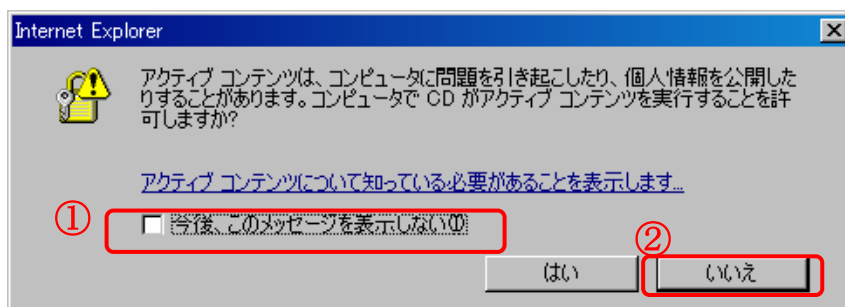 Internet Explorer
アクティブ コンテンツは、コンピュータに問題を引き起こしたり、個人情報を公開した
りすることがあります。コンピュータで CD がアクティブ コンテンツを実行することを許
可しますか?
アクティブ コンテンツについて知っている必要があることを表示します...
① 今後、このメッセージを表示しない(I)
②
はい いいえ